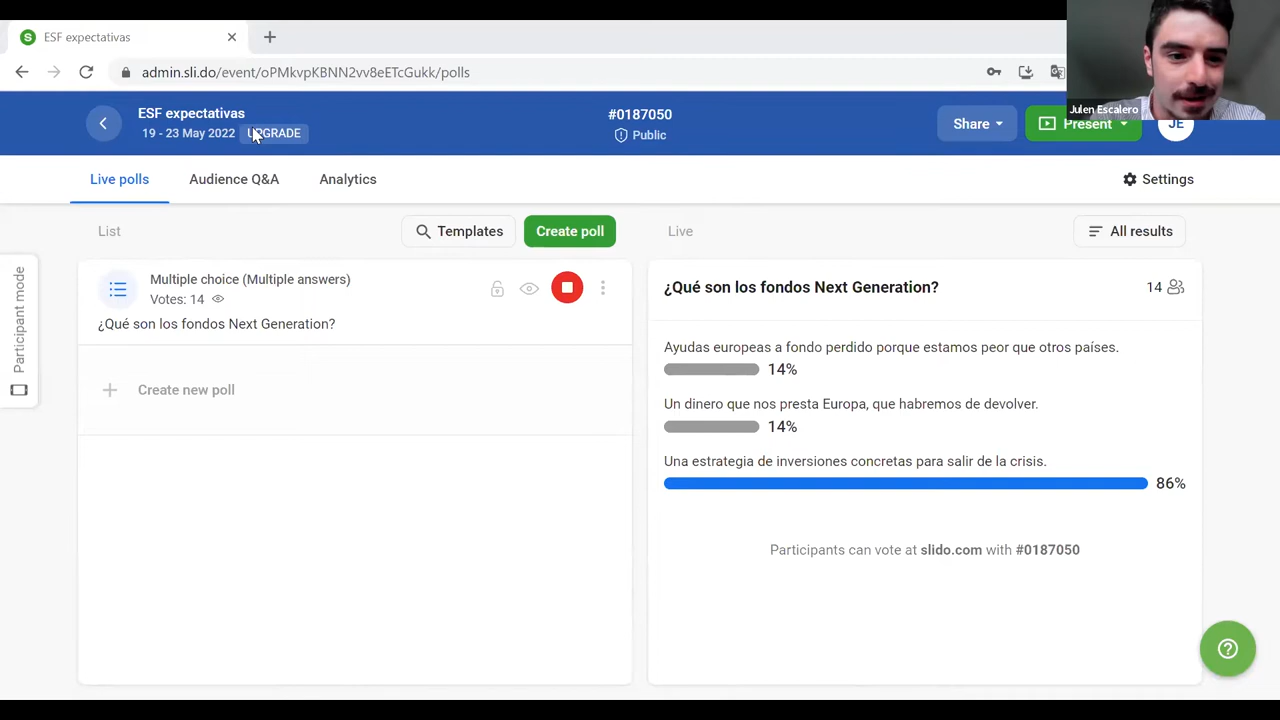 ESF expectativas
admin.sli.do/event/oPMkvpKBNN2vv8eETcGukk/polls
Julen Escalero
ESF expectativas
19 - 23 May 2022 UPGRADE
#0187050
Public
Share
Present
JE
Live polls Audience Q&A Analytics
Settings
List
Templates
Create poll
Live
All results
Participant mode
Multiple choice (Multiple answers)
Votes: 14
¿Qué son los fondos Next Generation?
Create new poll
¿Qué son los fondos Next Generation?
14
Ayudas europeas a fondo perdido porque estamos peor que otros países.
14%
Un dinero que nos presta Europa, que habremos de devolver.
14%
Una estrategia de inversiones concretas para salir de la crisis.
86%
Participants can vote at slido.com with #0187050